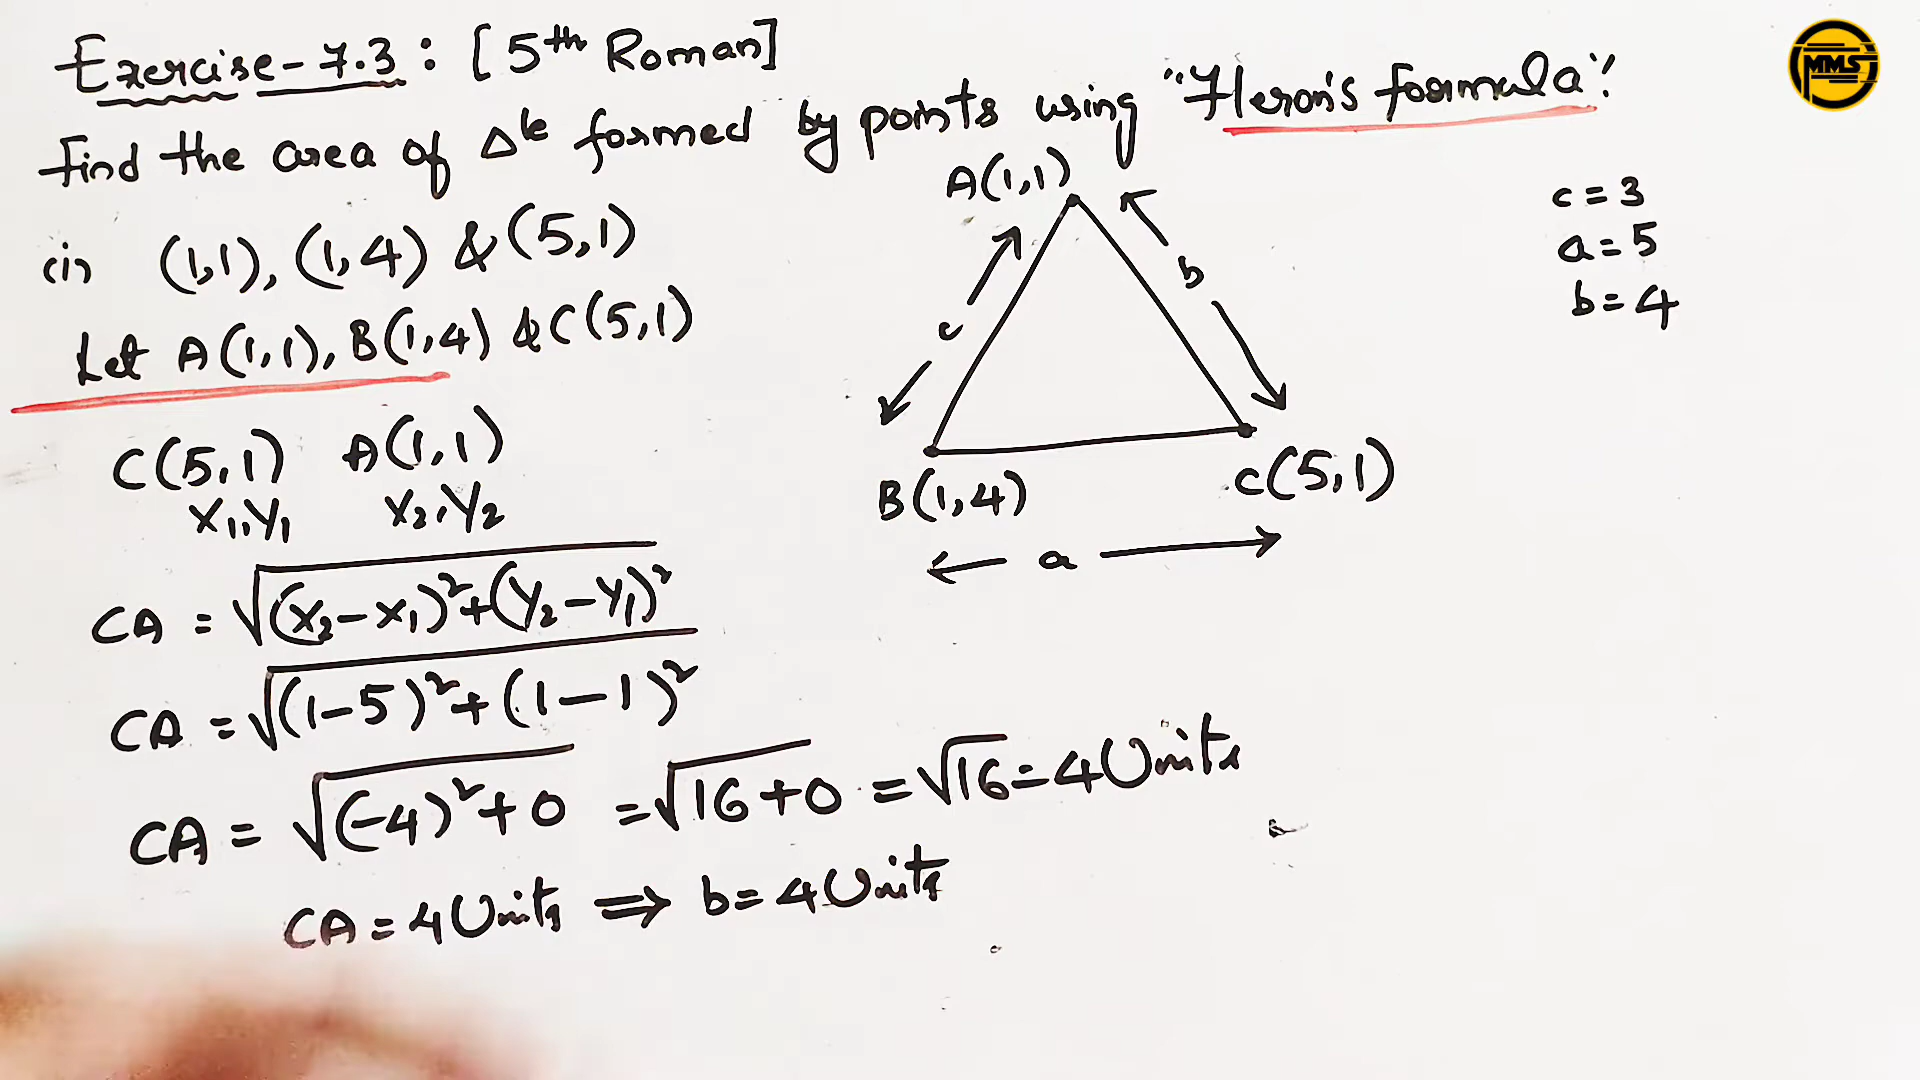 Exercise-7.3 : [5th Roman]
Find the area of Δle formed by points using "Heron's formula".
(i) (1,1), (1,4) & (5,1)
Let A(1,1), B(1,4) & C(5,1)
C(5,1) A(1,1)
x₁,y₁ x₂,y₂
CA = √(x₂-x₁)²+(y₂-y₁)²
CA = √(1-5)²+(1-1)²
CA = √(-4)²+0 = √16+0 = √16 = 4 Units
CA = 4 Units ⇒ b = 4 Units
A(1,1)
c
b
B(1,4)
C(5,1)
a
c = 3
a = 5
b = 4
MMS